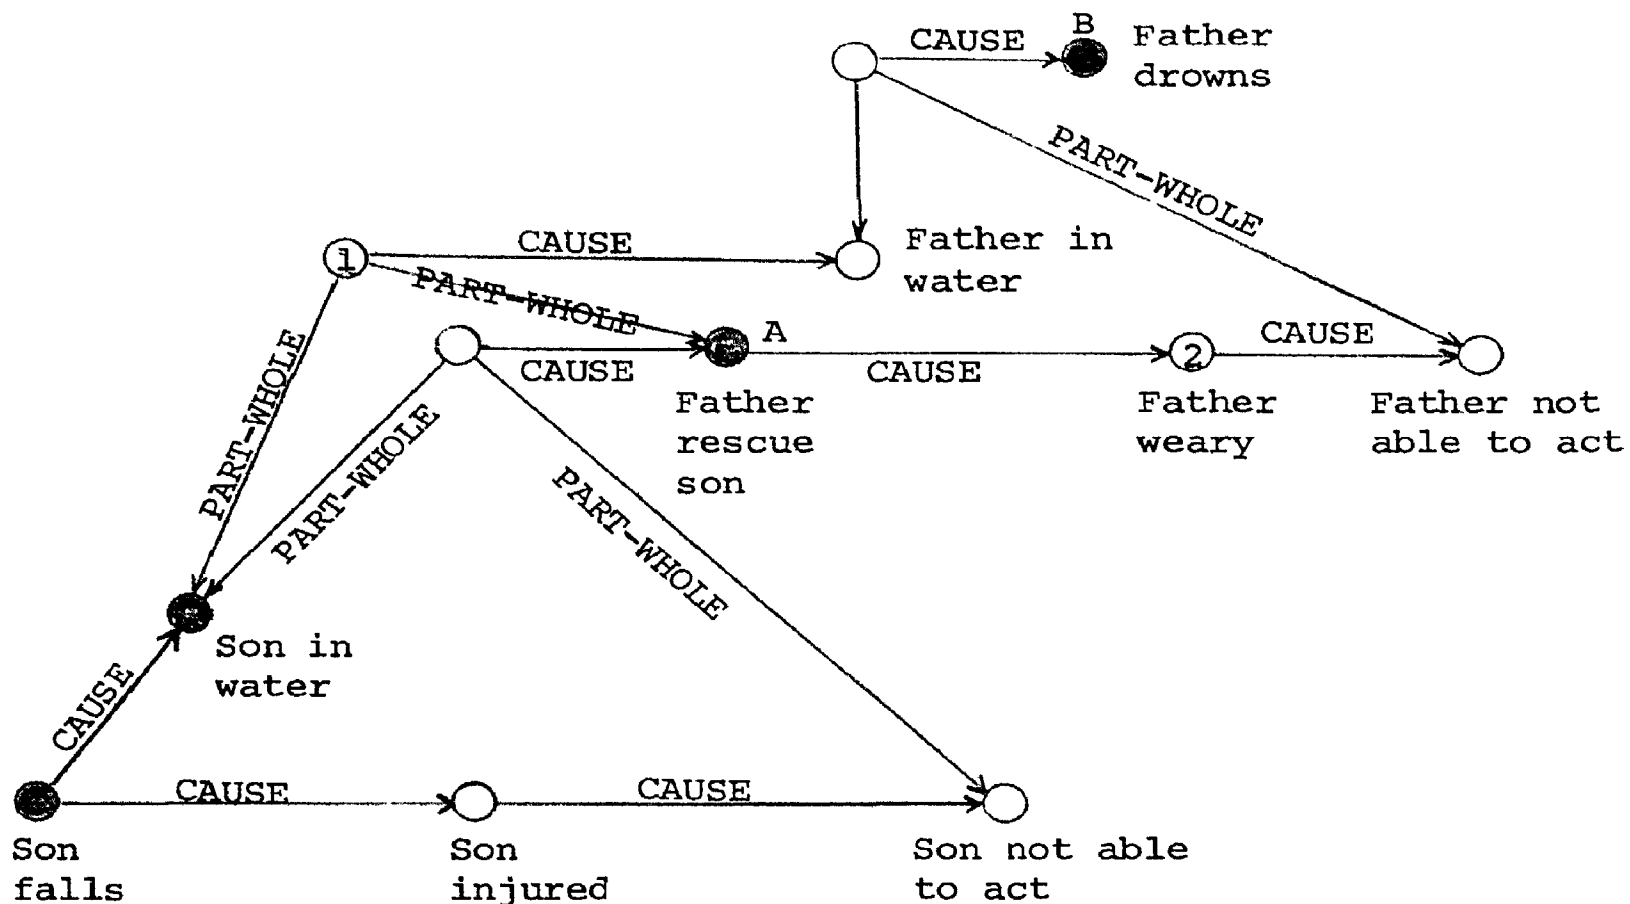 B
CAUSE
Father
drowns
PART-WHOLE
CAUSE
Father in
water
1
PART-WHOLE
A
CAUSE
CAUSE
CAUSE
2
PART-WHOLE
Father
rescue
son
Father
weary
Father not
able to act
PART-WHOLE
PART-WHOLE
Son in
water
CAUSE
CAUSE
CAUSE
Son
falls
Son
injured
Son not able
to act